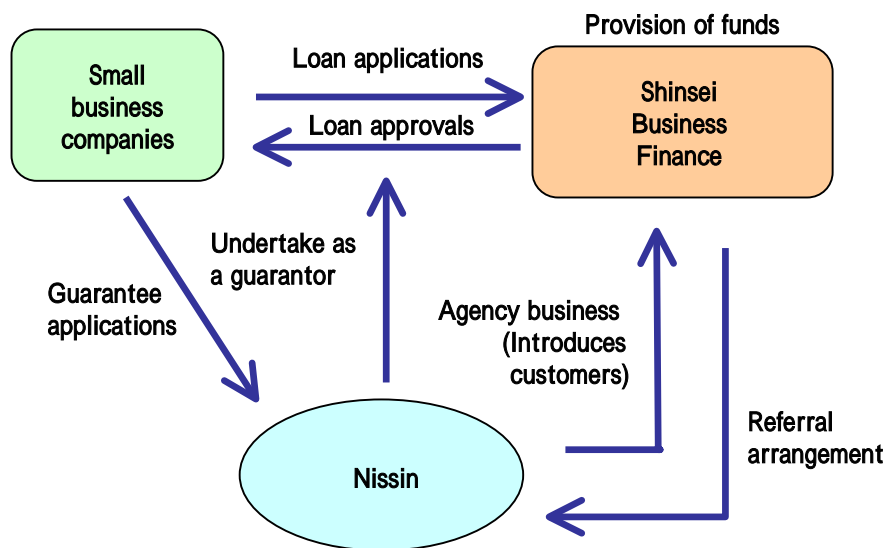 Provision of funds
Small
business
companies
Loan applications
Loan approvals
Shinsei
Business
Finance
Undertake as
a guarantor
Guarantee
applications
Agency business
(Introduces
customers)
Referral
arrangement
Nissin